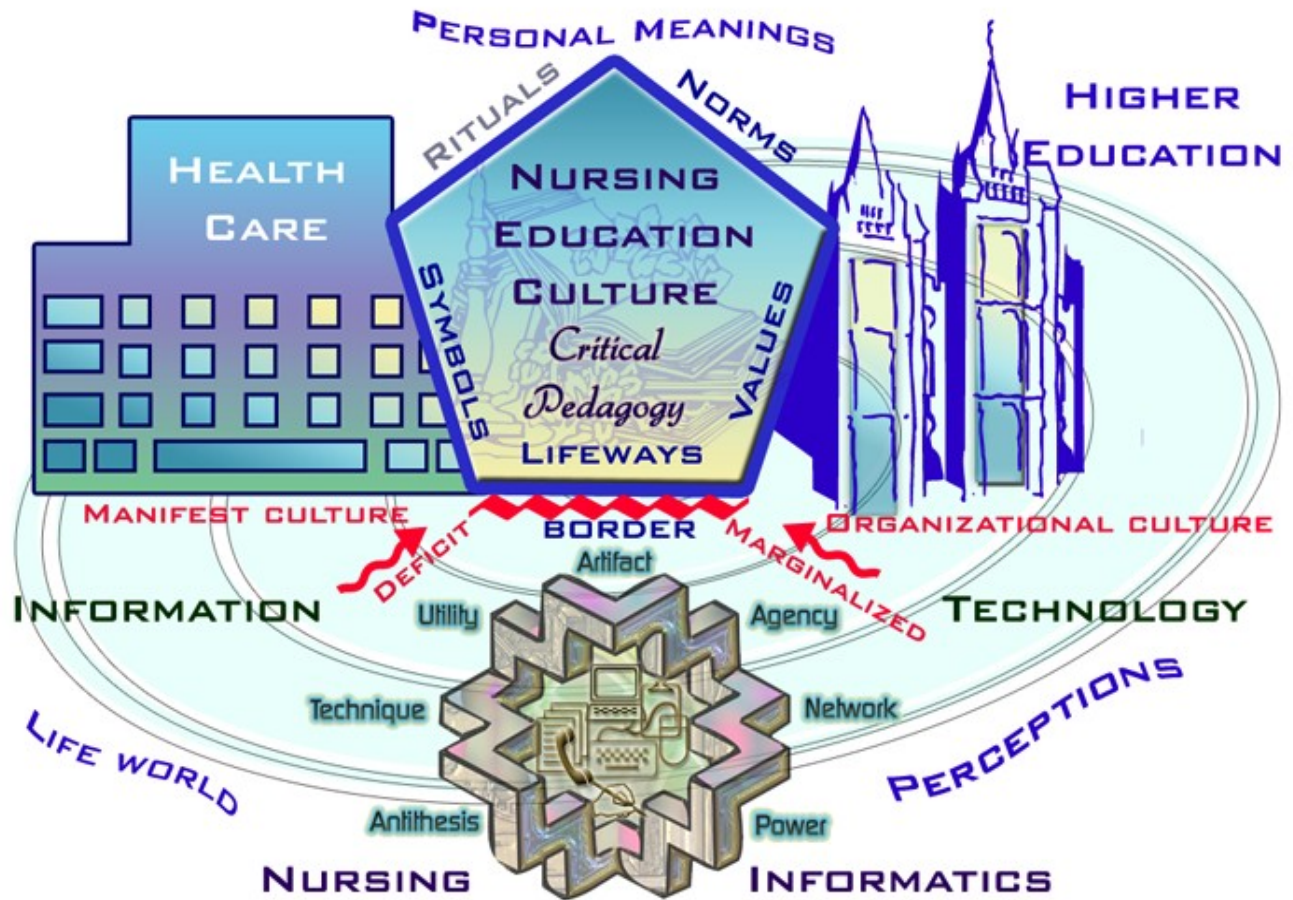 PERSONAL MEANINGS
RITUALS
NORMS
HIGHER
EDUCATION
HEALTH
CARE
NURSING
EDUCATION
CULTURE
Critical
Pedagogy
LIFEWAYS
SYMBOLS
VALUES
MANIFEST CULTURE
ORGANIZATIONAL CULTURE
DEFICIT
BORDER
MARGINALIZED
INFORMATION
TECHNOLOGY
Artifact
Utility
Agency
Technique
Network
Antithesis
Power
LIFE WORLD
PERCEPTIONS
NURSING INFORMATICS